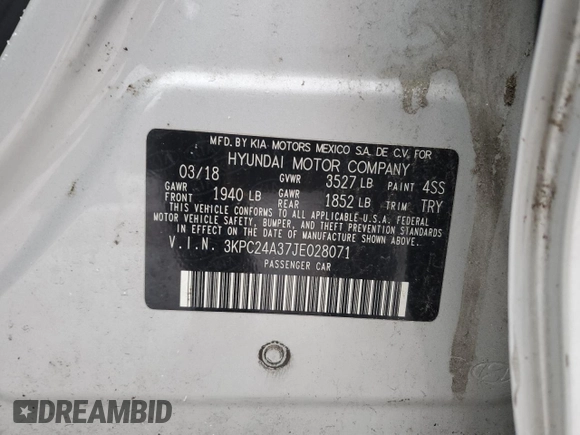 MFD. BY KIA MOTORS MEXICO S.A. DE C.V. FOR
HYUNDAI MOTOR COMPANY
03/18 GVWR 3527 LB PAINT 4SS
GAWR FRONT 1940 LB GAWR REAR 1852 LB TRIM TRY
THIS VEHICLE CONFORMS TO ALL APPLICABLE U.S.A. FEDERAL
MOTOR VEHICLE SAFETY, BUMPER, AND THEFT PREVENTION STANDARDS
IN EFFECT ON THE DATE OF MANUFACTURE SHOWN ABOVE.
V.I.N. 3KPC24A37JE028071
PASSENGER CAR
DREAMBID